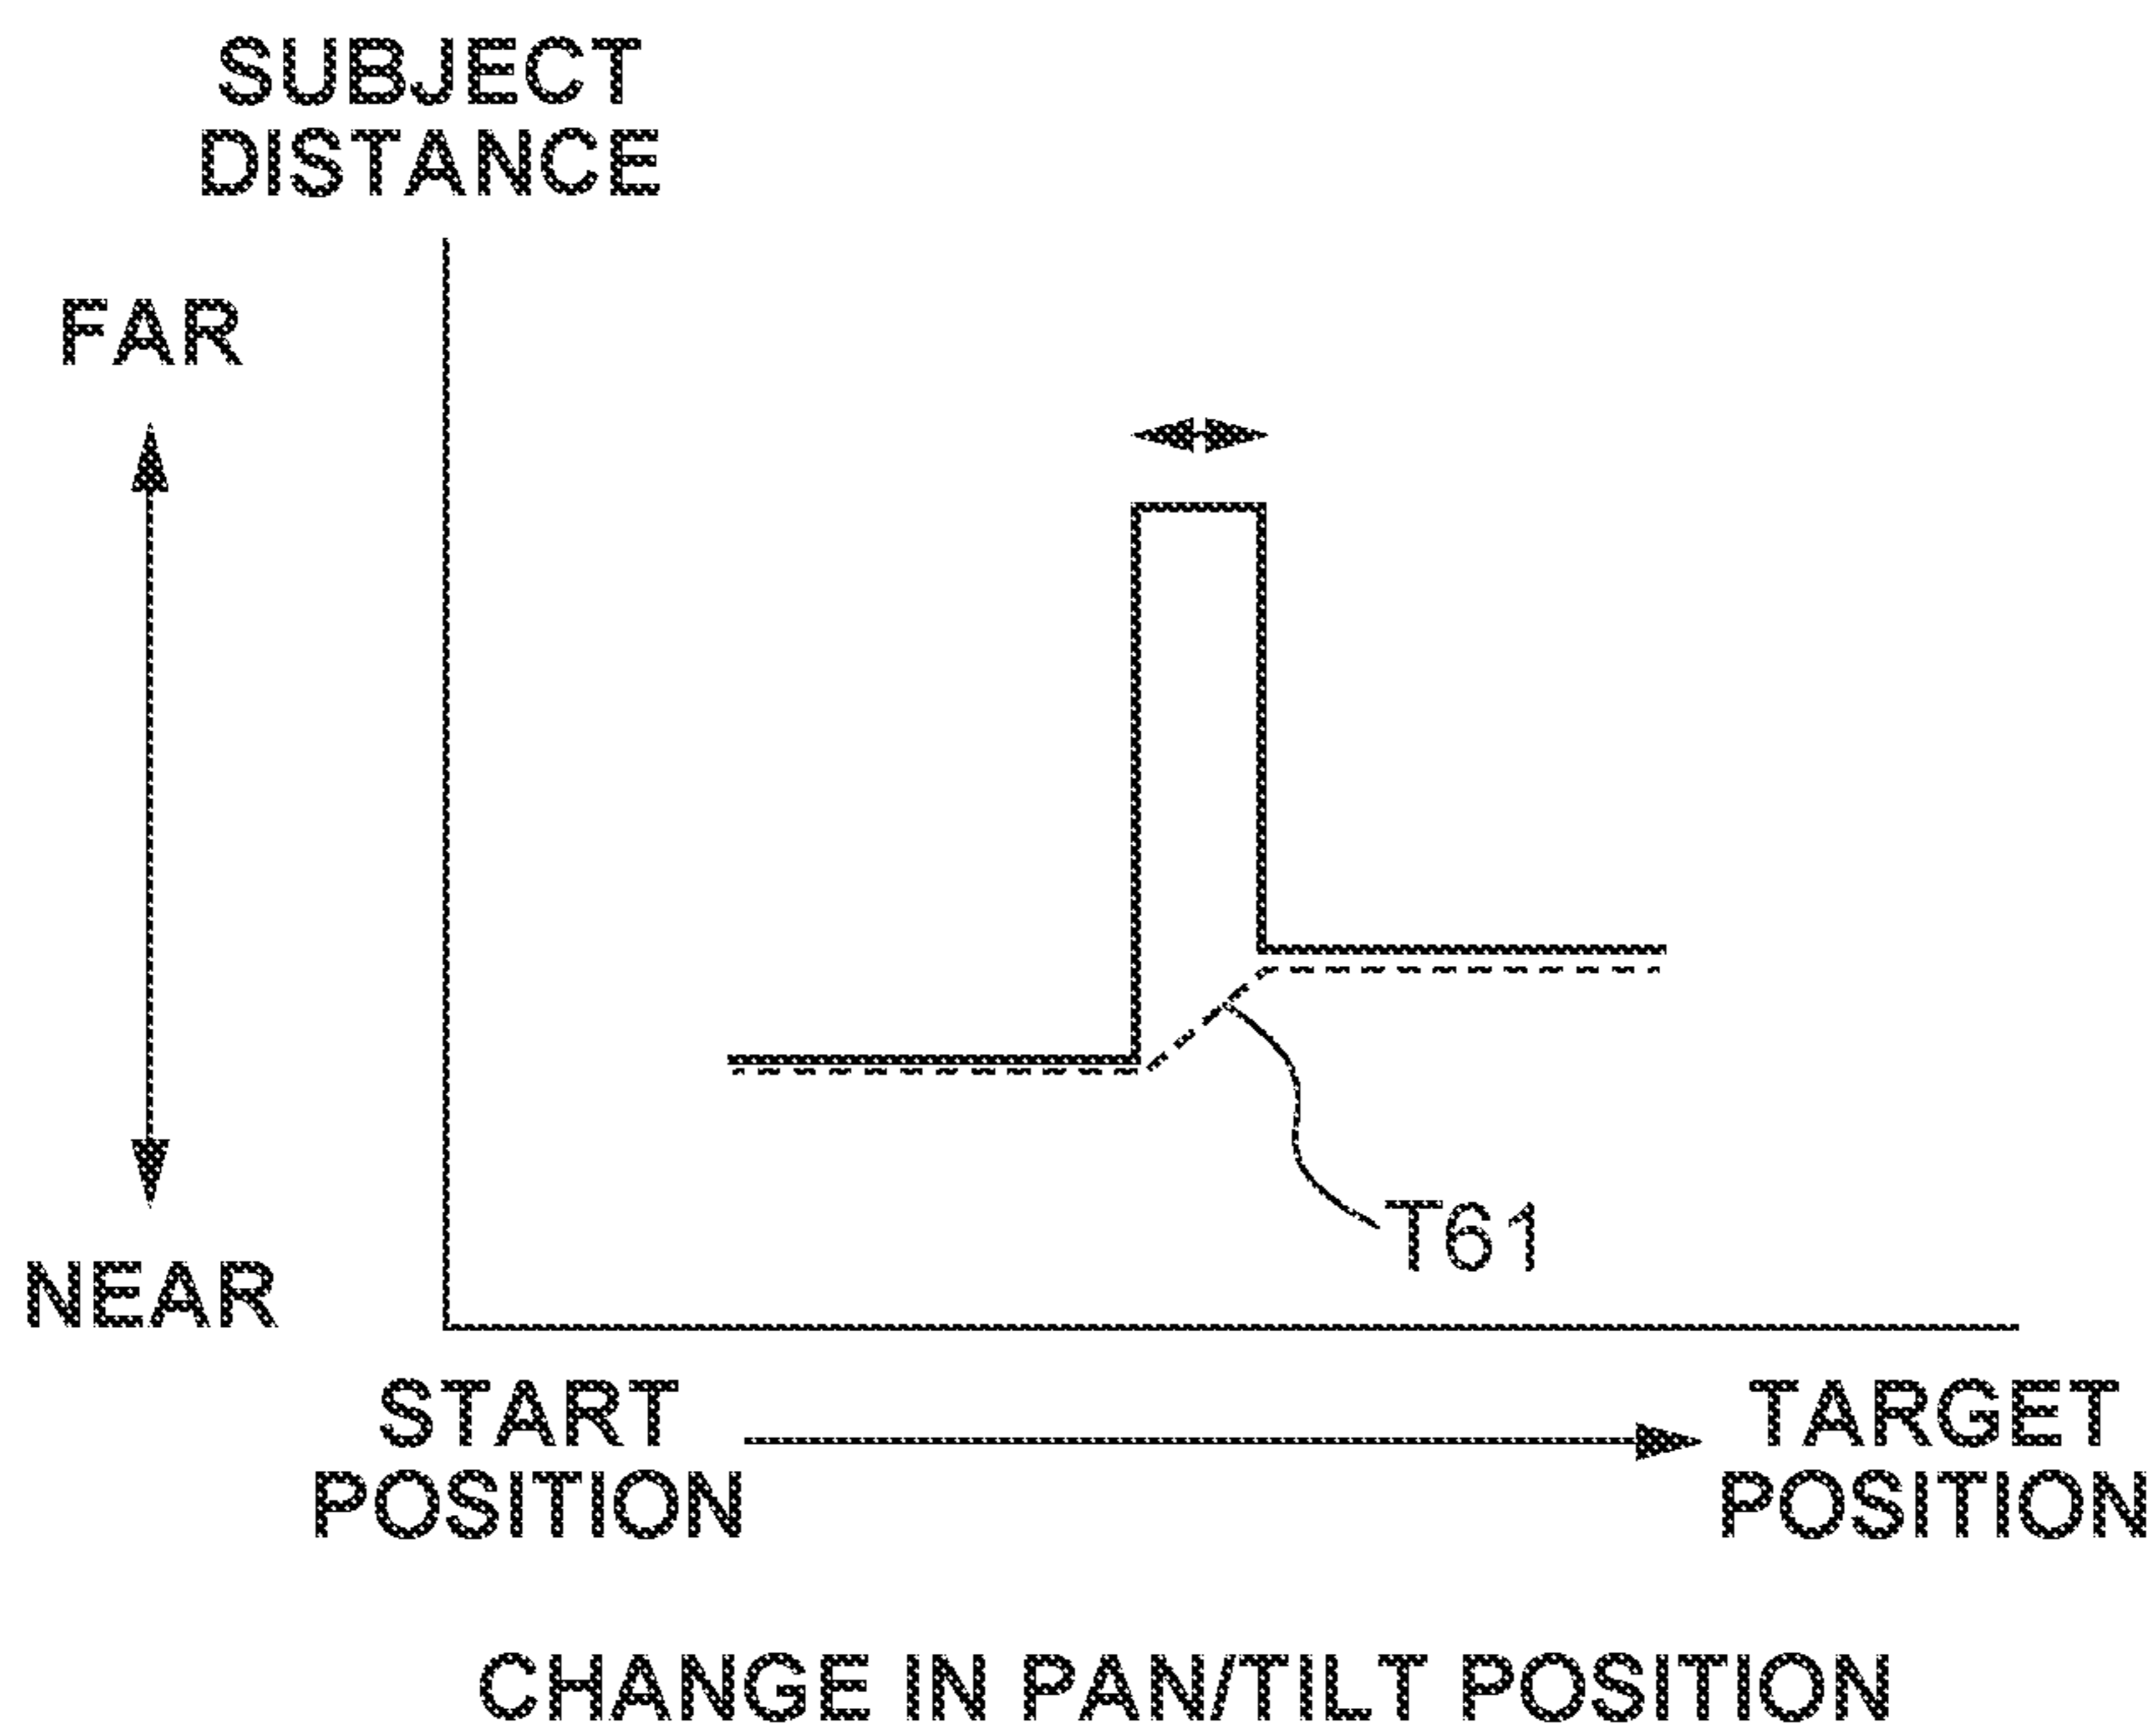 SUBJECT
DISTANCE
FAR
NEAR
T61
START
POSITION
TARGET
POSITION
CHANGE IN PAN/TILT POSITION